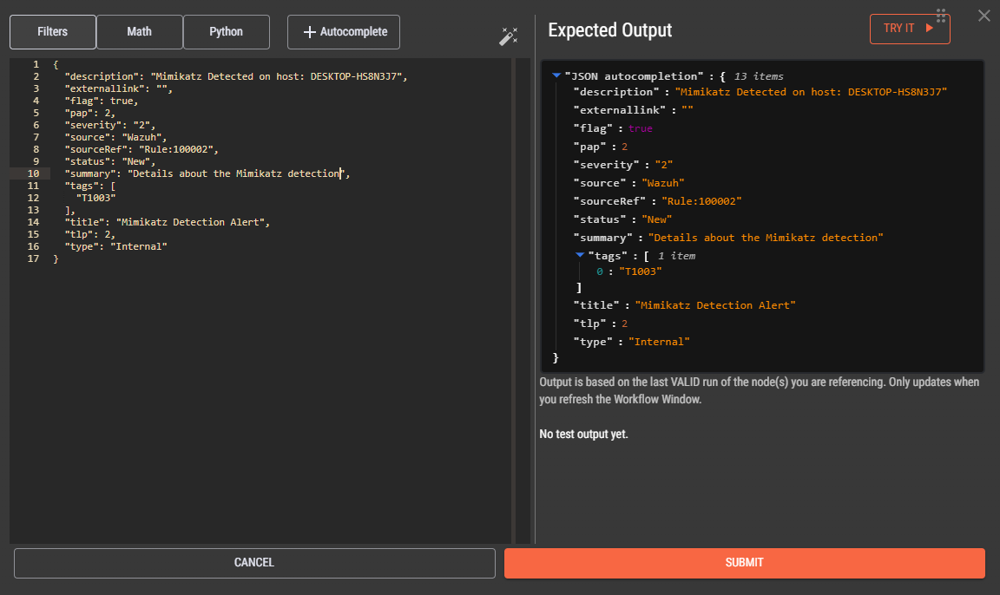 Filters
Math
Python
+ Autocomplete
1 {
2 "description": "Mimikatz Detected on host: DESKTOP-HS8N3J7",
3 "externallink": "",
4 "flag": true,
5 "pap": 2,
6 "severity": "2",
7 "source": "Wazuh",
8 "sourceRef": "Rule:100002",
9 "status": "New",
10 "summary": "Details about the Mimikatz detection",
11 "tags": [
12 "T1003"
13 ],
14 "title": "Mimikatz Detection Alert",
15 "tlp": 2,
16 "type": "Internal"
17 }
CANCEL
Expected Output
TRY IT
"JSON autocompletion" : { 13 items
"description" : "Mimikatz Detected on host: DESKTOP-HS8N3J7"
"externallink" : ""
"flag" : true
"pap" : 2
"severity" : "2"
"source" : "Wazuh"
"sourceRef" : "Rule:100002"
"status" : "New"
"summary" : "Details about the Mimikatz detection"
"tags" : [ 1 item
0 : "T1003"
]
"title" : "Mimikatz Detection Alert"
"tlp" : 2
"type" : "Internal"
}
Output is based on the last VALID run of the node(s) you are referencing. Only updates when
you refresh the Workflow Window.
No test output yet.
SUBMIT